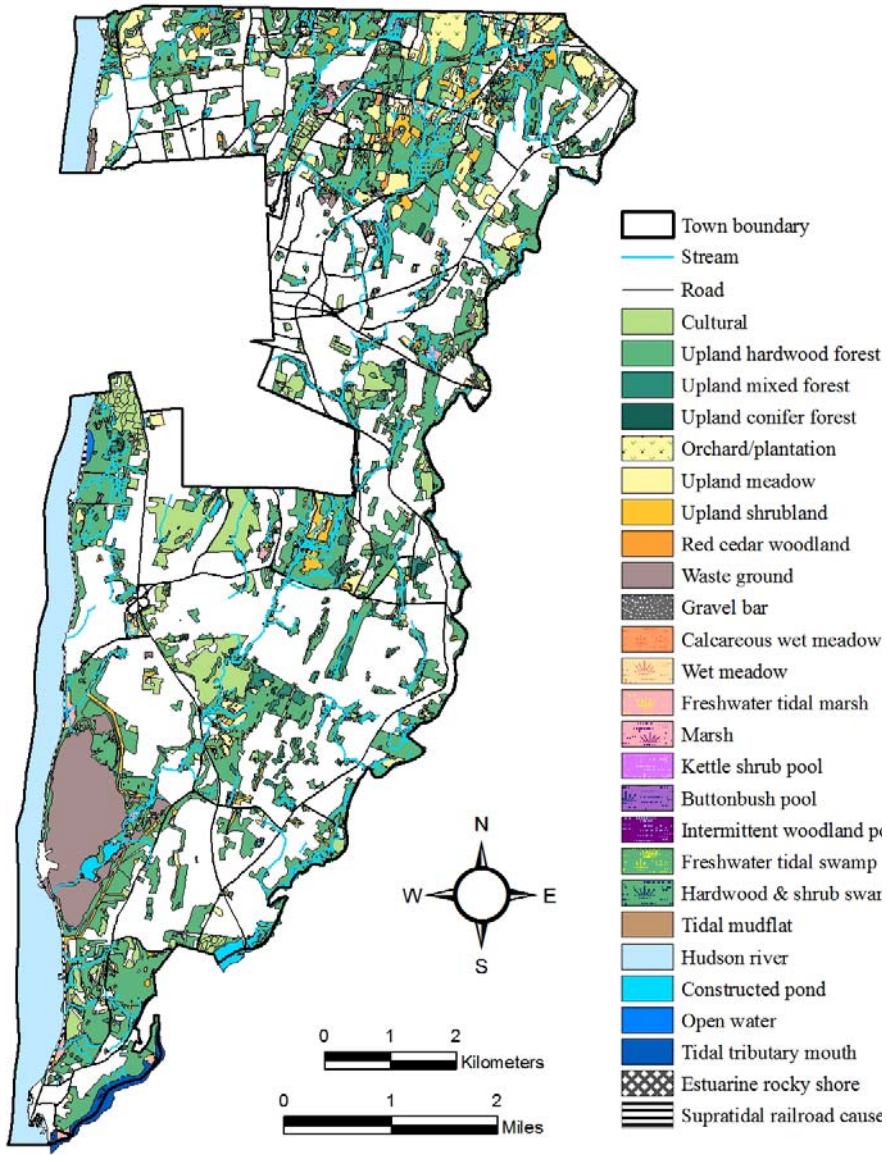 Town boundary
Stream
Road
Cultural
Upland hardwood forest
Upland mixed forest
Upland conifer forest
Orchard/plantation
Upland meadow
Upland shrubland
Red cedar woodland
Waste ground
Gravel bar
Calcareous wet meadow
Wet meadow
Freshwater tidal marsh
Marsh
Kettle shrub pool
Buttonbush pool
Intermittent woodland po
Freshwater tidal swamp
Hardwood & shrub swar
Tidal mudflat
Hudson river
Constructed pond
Open water
Tidal tributary mouth
Estuarine rocky shore
Supratidal railroad cause
N
W E
S
0 1 2
Kilometers
0 1 2
Miles